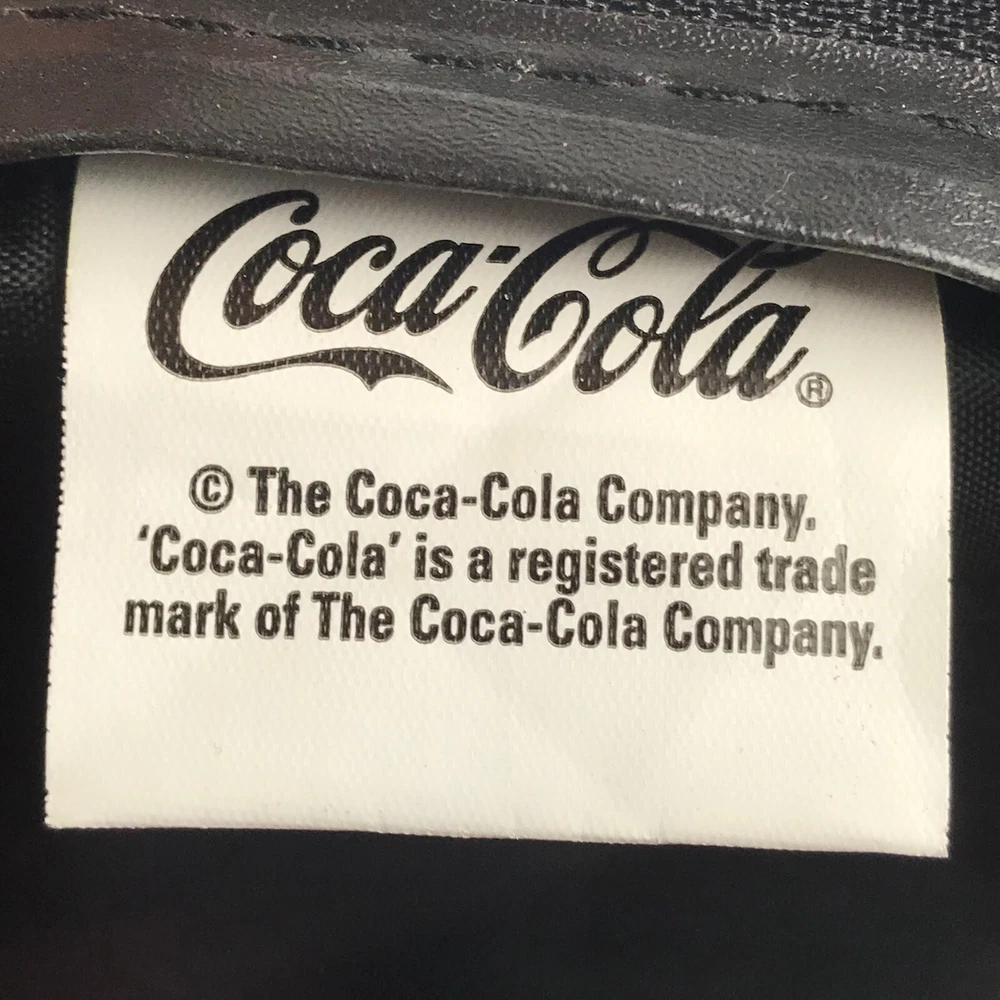 Coca-Cola®
© The Coca-Cola Company.
‘Coca-Cola’ is a registered trade
mark of The Coca-Cola Company.